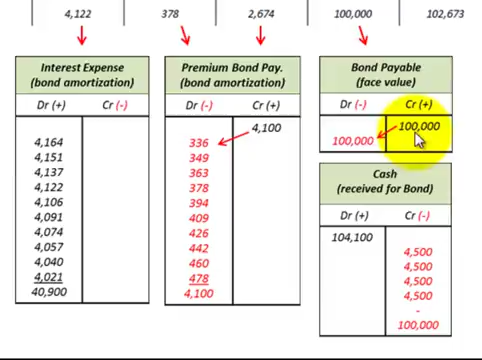 4,122 378 2,674 100,000 102,673
Interest Expense
(bond amortization)
Dr (+) Cr (-)
4,164
4,151
4,137
4,122
4,106
4,091
4,074
4,057
4,040
4,021
40,900
Premium Bond Pay.
(bond amortization)
Dr (-) Cr (+)
4,100
336
349
363
378
394
409
426
442
460
478
4,100
Bond Payable
(face value)
Dr (-) Cr (+)
100,000
100,000
Cash
(received for Bond)
Dr (+) Cr (-)
104,100
4,500
4,500
4,500
4,500
-
100,000